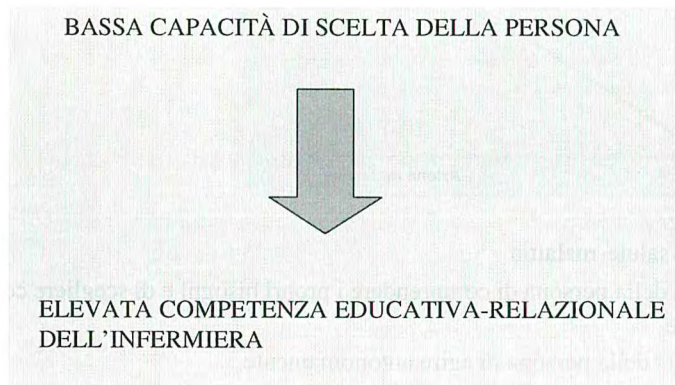 BASSA CAPACITÀ DI SCELTA DELLA PERSONA
ELEVATA COMPETENZA EDUCATIVA-RELAZIONALE
DELL'INFERMIERA